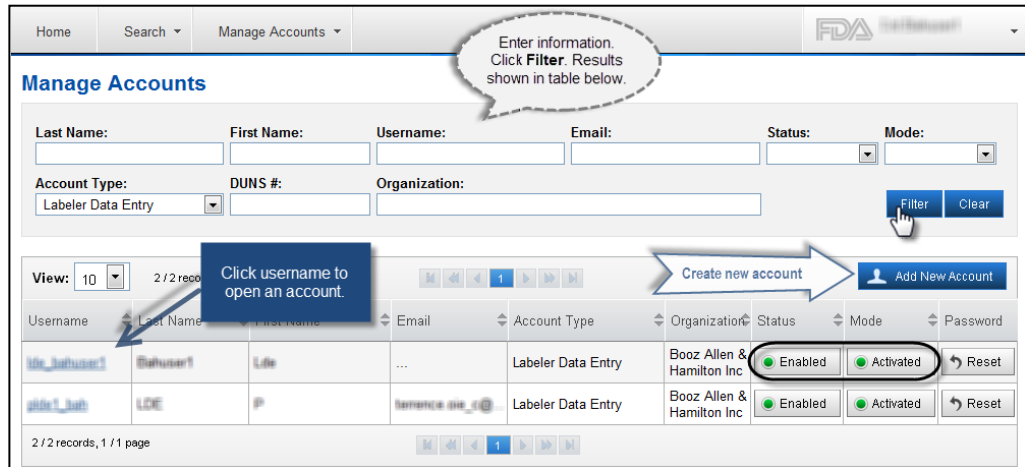 Home Search Manage Accounts
FDA
Enter information.
Click Filter. Results
shown in table below.
Manage Accounts
Last Name: First Name: Username: Email: Status: Mode:
Account Type: DUNS #: Organization:
Labeler Data Entry
Filter Clear
View: 10 2 / 2 reco
Click username to
open an account.
1
Create new account
Add New Account
Username Last Name First Name Email Account Type Organization Status Mode Password
... Labeler Data Entry Booz Allen &
Hamilton Inc Enabled Activated Reset
LDE P Labeler Data Entry Booz Allen &
Hamilton Inc Enabled Activated Reset
2 / 2 records, 1 / 1 page 1